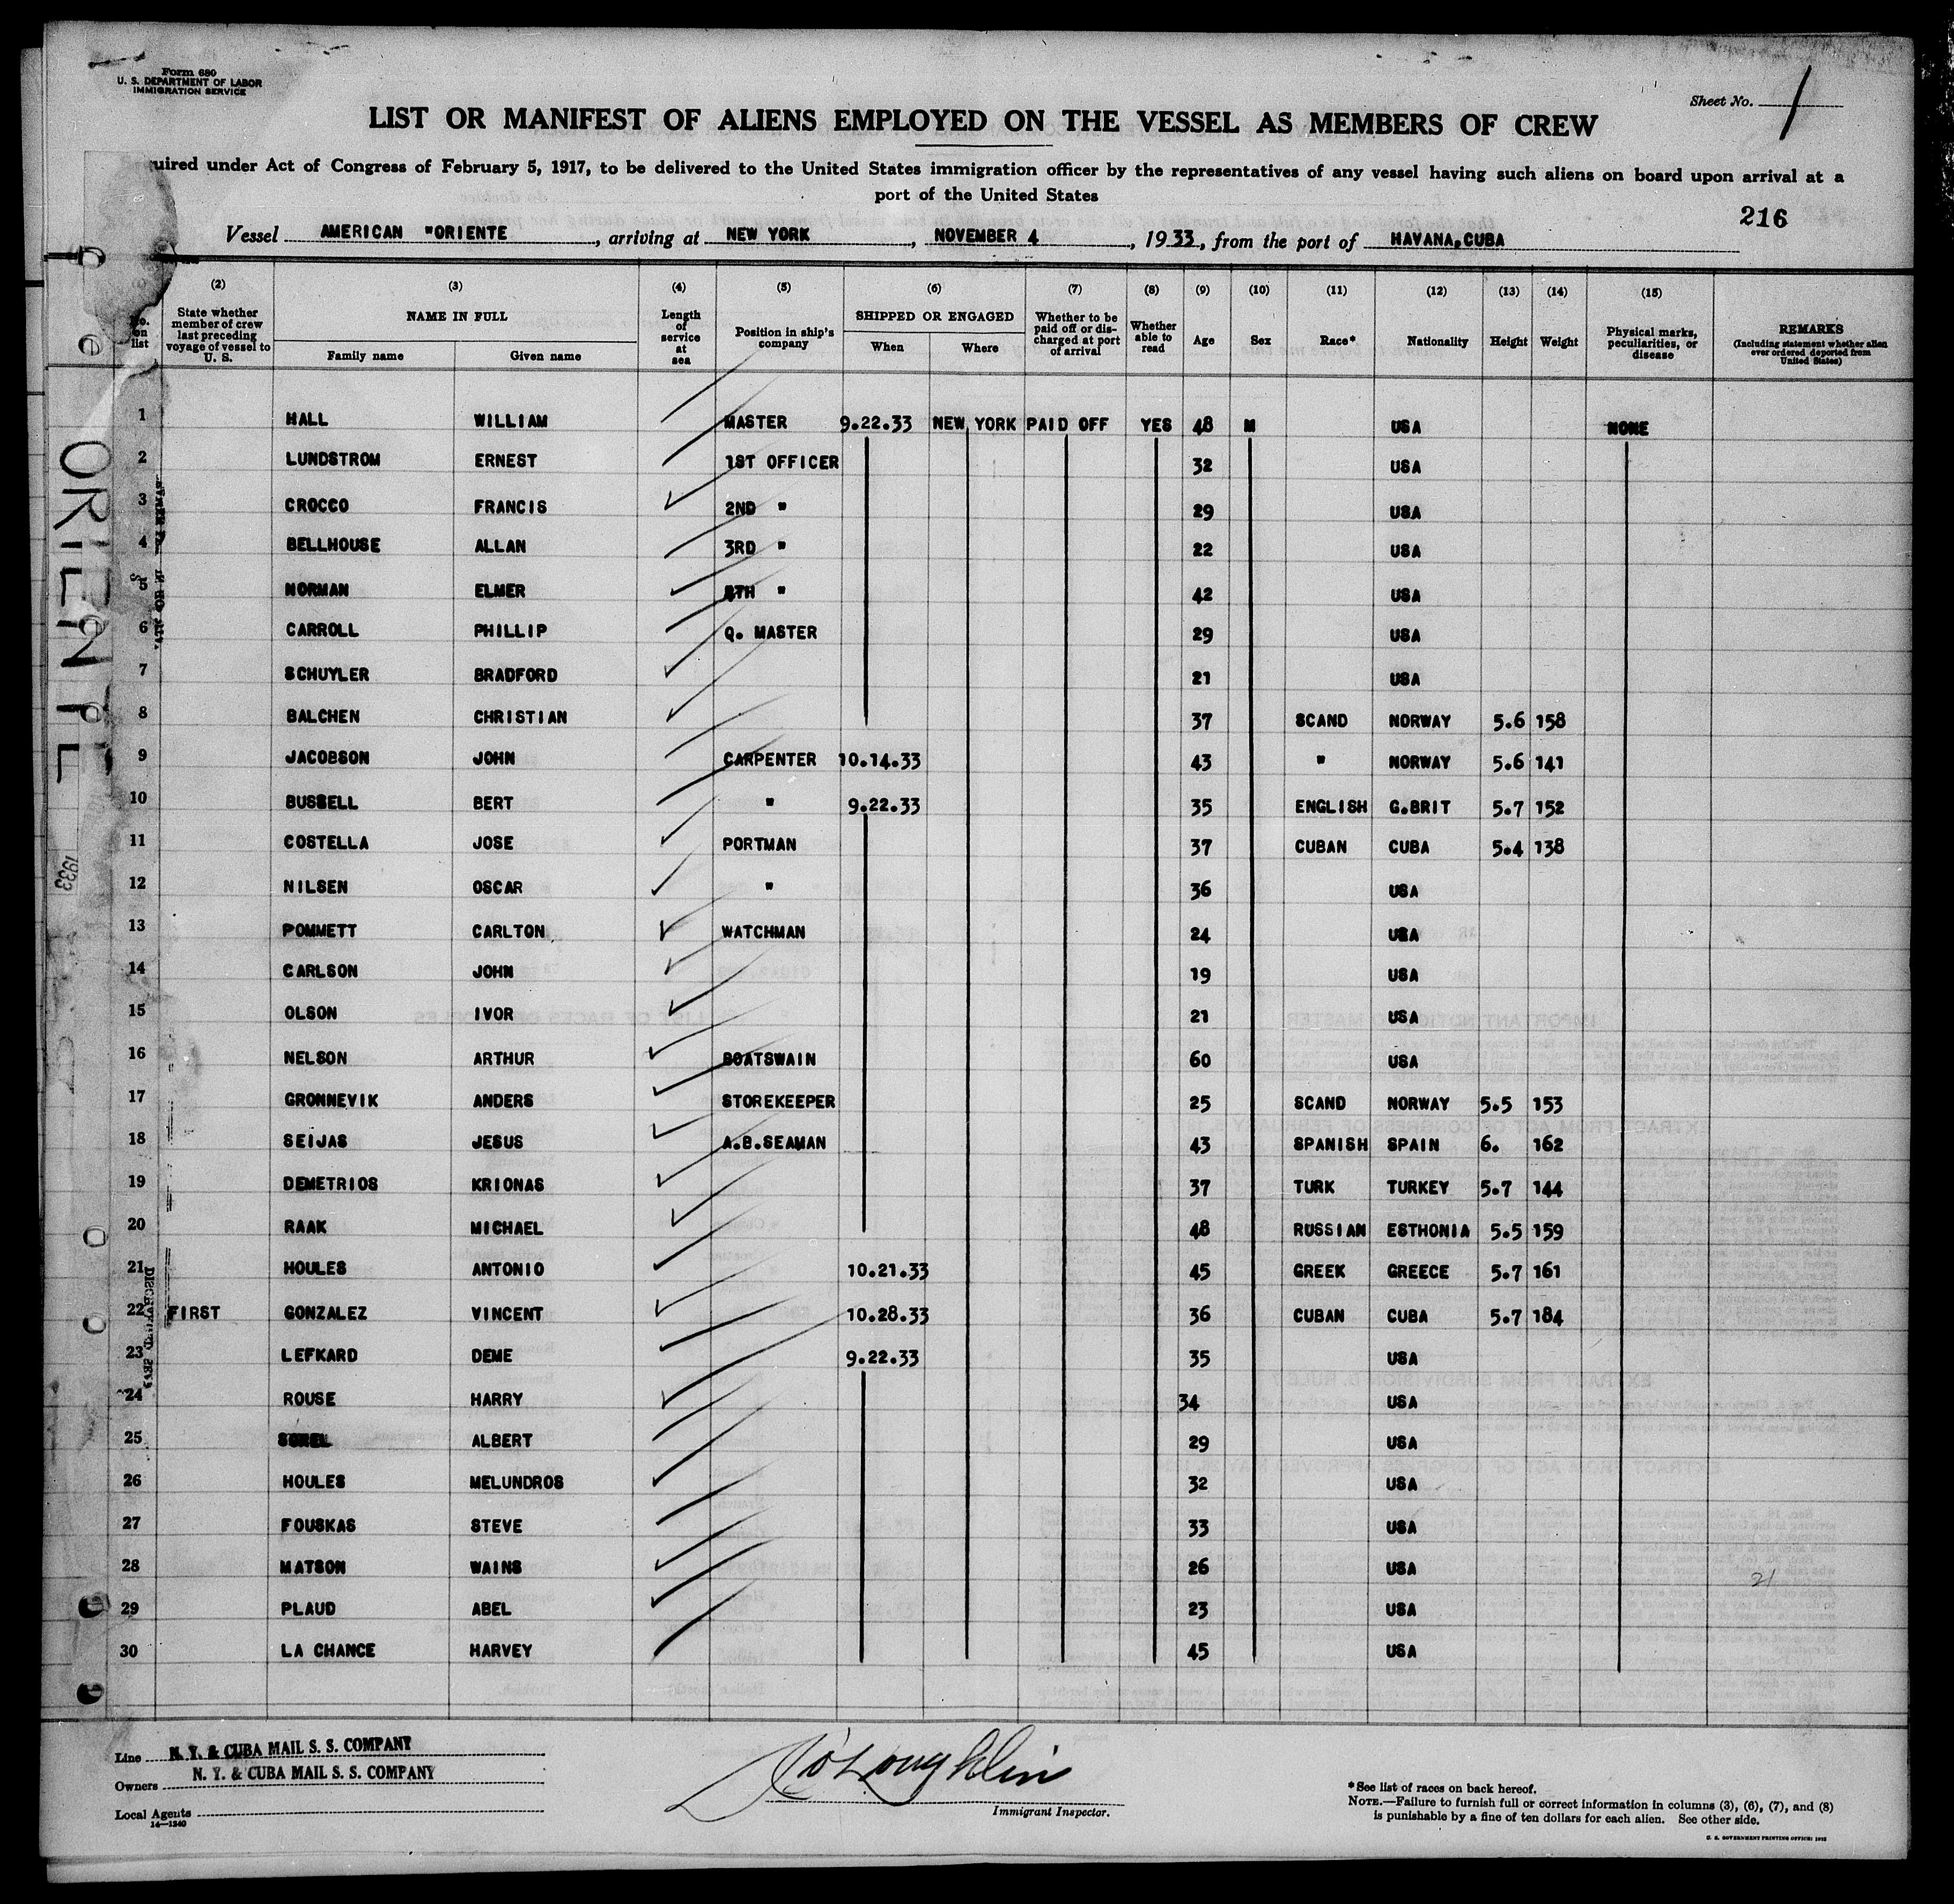 Form 680
U. S. DEPARTMENT OF LABOR
IMMIGRATION SERVICE
Sheet No. 1
LIST OR MANIFEST OF ALIENS EMPLOYED ON THE VESSEL AS MEMBERS OF CREW
uired under Act of Congress of February 5, 1917, to be delivered to the United States immigration officer by the representatives of any vessel having such aliens on board upon arrival at a
port of the United States
216
Vessel AMERICAN "ORIENTE , arriving at NEW YORK , NOVEMBER 4 , 1933, from the port of HAVANA,CUBA
(2) (3) (4) (5) (6) (7) (8) (9) (10) (11) (12) (13) (14) (15)
No. on list
State whether member of crew last preceding voyage of vessel to U. S.
NAME IN FULL
Family name Given name
Length of service at sea
Position in ship's company
SHIPPED OR ENGAGED
When Where
Whether to be paid off or discharged at port of arrival
Whether able to read
Age Sex Race* Nationality Height Weight
Physical marks, peculiarities, or disease
REMARKS
(Including statement whether alien ever ordered deported from United States)
1 HALL WILLIAM MASTER 9.22.33 NEW YORK PAID OFF YES 48 M USA NONE
2 LUNDSTROM ERNEST 1ST OFFICER 32 USA
3 CROCCO FRANCIS 2ND " 29 USA
4 BELLHOUSE ALLAN 3RD " 22 USA
5 NORMAN ELMER 4TH " 42 USA
6 CARROLL PHILLIP Q. MASTER 29 USA
7 SCHUYLER BRADFORD 21 USA
8 BALCHEN CHRISTIAN 37 SCAND NORWAY 5.6 158
9 JACOBSON JOHN CARPENTER 10.14.33 43 " NORWAY 5.6 141
10 BUSSELL BERT " 9.22.33 35 ENGLISH G.BRIT 5.7 152
11 COSTELLA JOSE PORTMAN 37 CUBAN CUBA 5.4 138
12 NILSEN OSCAR " 36 USA
13 POMMETT CARLTON WATCHMAN 24 USA
14 CARLSON JOHN 19 USA
15 OLSON IVOR 21 USA
16 NELSON ARTHUR BOATSWAIN 60 USA
17 GRONNEVIK ANDERS STOREKEEPER 25 SCAND NORWAY 5.5 153
18 SEIJAS JESUS A.B.SEAMAN 43 SPANISH SPAIN 6. 162
19 DEMETRIOS KRIONAS 37 TURK TURKEY 5.7 144
20 RAAK MICHAEL 48 RUSSIAN ESTHONIA 5.5 159
21 HOULES ANTONIO 10.21.33 45 GREEK GREECE 5.7 161
22 FIRST GONZALEZ VINCENT 10.28.33 36 CUBAN CUBA 5.7 184
23 LEFKARD DEME 9.22.33 35 USA
24 ROUSE HARRY 34 USA
25 ALBERT 29 USA
26 HOULES MELUNDROS 32 USA
27 FOUSKAS STEVE 33 USA
28 MATSON WAINS 26 USA
21
29 PLAUD ABEL 23 USA
30 LA CHANCE HARVEY 45 USA
ORIENTE
1933
Line N. Y. & CUBA MAIL S. S. COMPANY
Owners N. Y. & CUBA MAIL S. S. COMPANY
Local Agents
14—1240
O'Loughlin
Immigrant Inspector.
*See list of races on back hereof.
NOTE.—Failure to furnish full or correct information in columns (3), (6), (7), and (8)
is punishable by a fine of ten dollars for each alien. See other side.
U. S. GOVERNMENT PRINTING OFFICE: